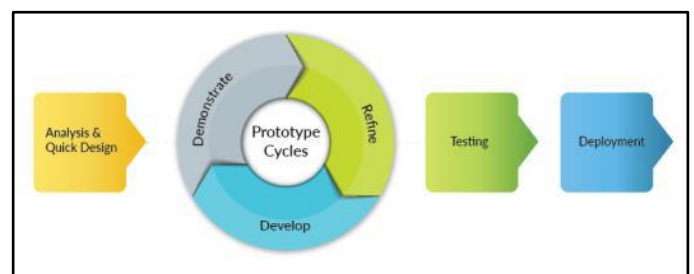 Analysis &
Quick Design
Demonstrate
Refine
Prototype
Cycles
Develop
Testing
Deployment